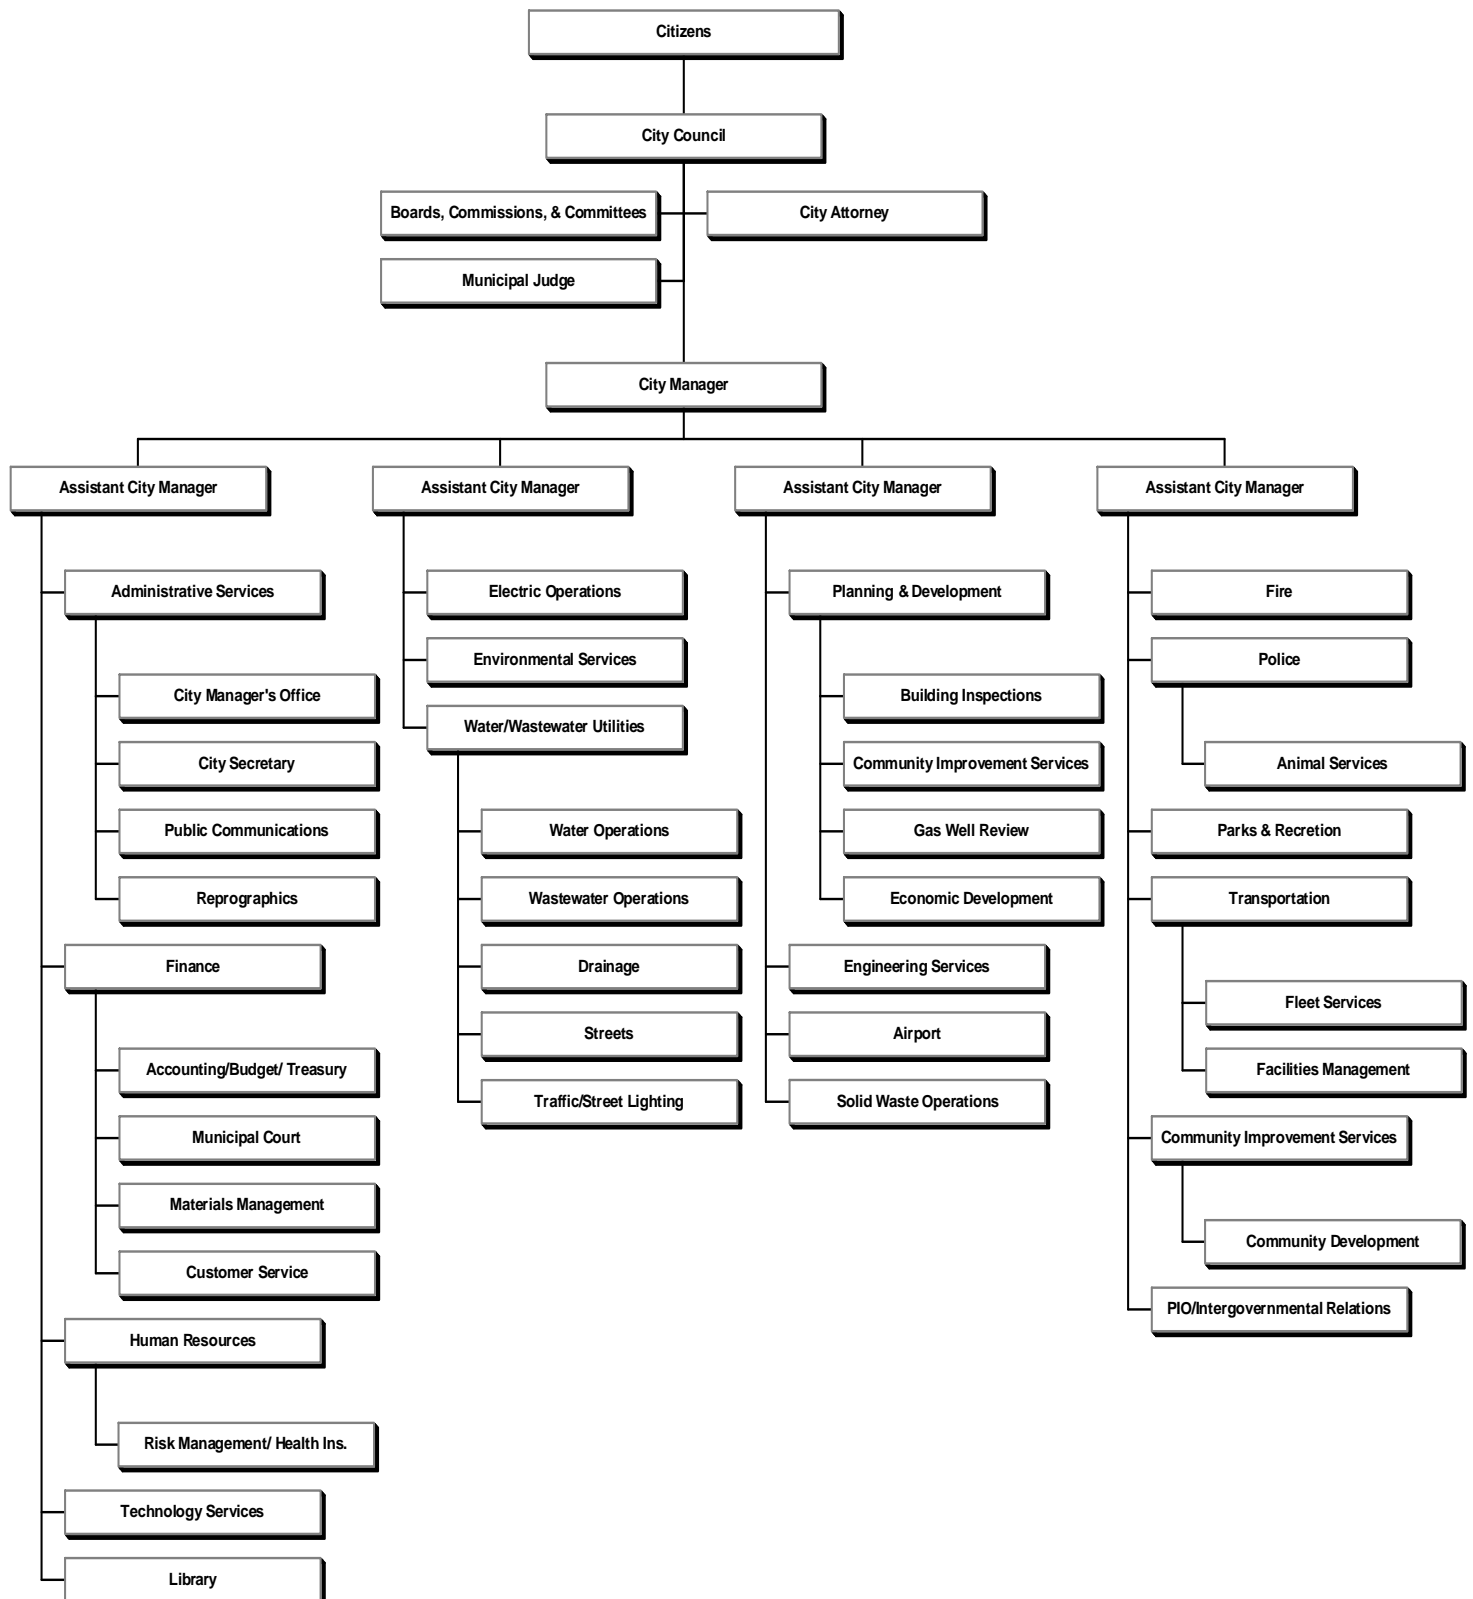 Citizens
City Council
Boards, Commissions, & Committees
City Attorney
Municipal Judge
City Manager
Assistant City Manager
Administrative Services
City Manager's Office
City Secretary
Public Communications
Reprographics
Finance
Accounting/Budget/ Treasury
Municipal Court
Materials Management
Customer Service
Human Resources
Risk Management/ Health Ins.
Technology Services
Library
Assistant City Manager
Electric Operations
Environmental Services
Water/Wastewater Utilities
Water Operations
Wastewater Operations
Drainage
Streets
Traffic/Street Lighting
Assistant City Manager
Planning & Development
Building Inspections
Community Improvement Services
Gas Well Review
Economic Development
Engineering Services
Airport
Solid Waste Operations
Assistant City Manager
Fire
Police
Animal Services
Parks & Recretion
Transportation
Fleet Services
Facilities Management
Community Improvement Services
Community Development
PIO/Intergovernmental Relations